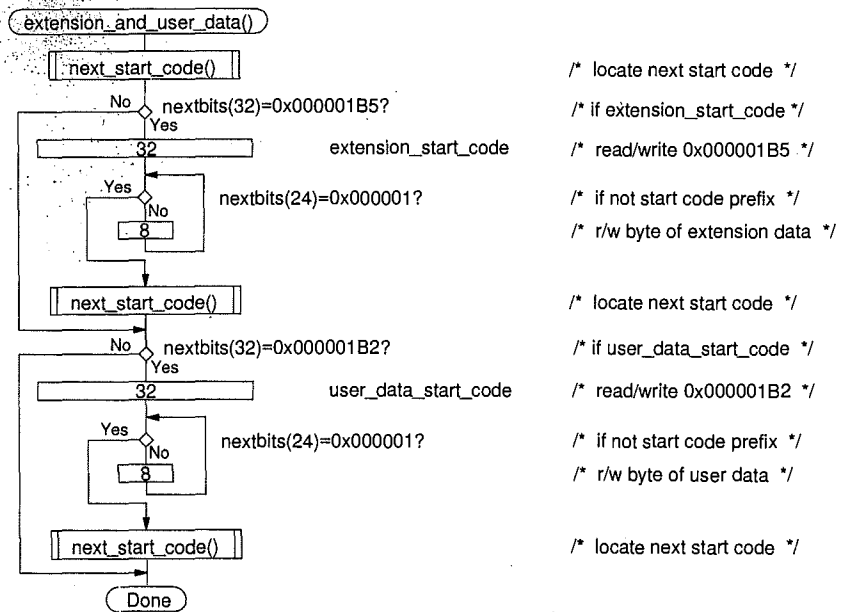 extension_and_user_data()
next_start_code() /* locate next start code */
No nextbits(32)=0x000001B5? /* if extension_start_code */
Yes
32 extension_start_code /* read/write 0x000001B5 */
Yes nextbits(24)=0x000001? /* if not start code prefix */
No
8 /* r/w byte of extension data */
next_start_code() /* locate next start code */
No nextbits(32)=0x000001B2? /* if user_data_start_code */
Yes
32 user_data_start_code /* read/write 0x000001B2 */
Yes nextbits(24)=0x000001? /* if not start code prefix */
No
8 /* r/w byte of user data */
next_start_code() /* locate next start code */
Done